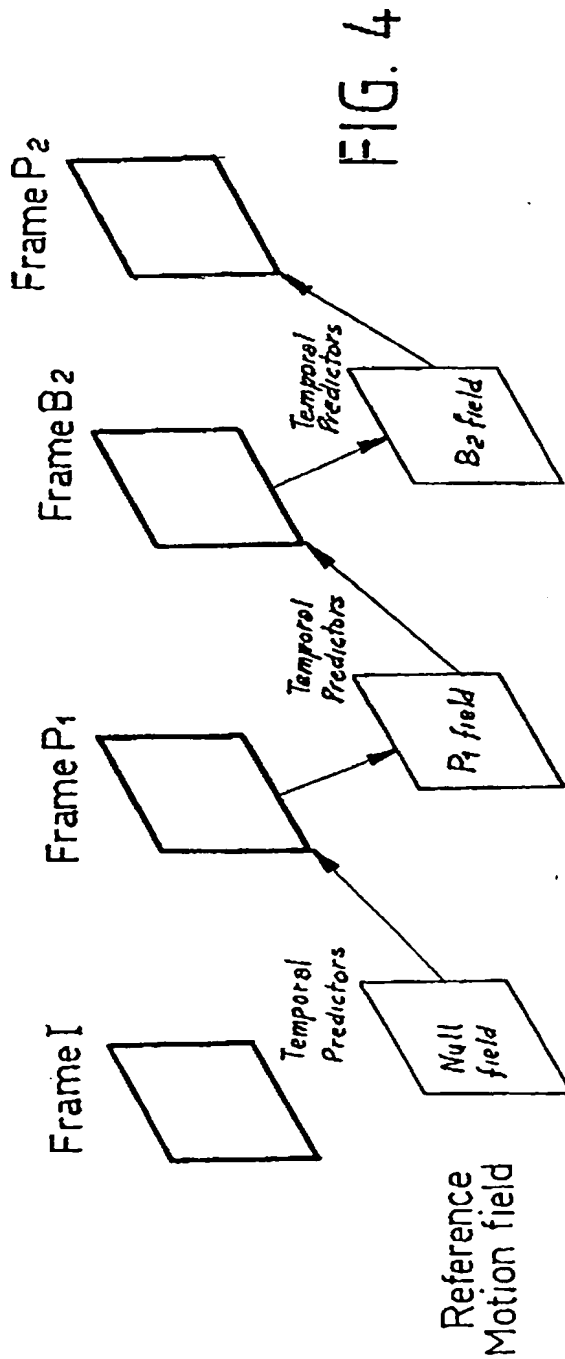 Frame I
Frame P1
Frame B2
Frame P2
Temporal
Predictors
Temporal
Predictors
Temporal
Predictors
Null
field
P1 field
B2 field
Reference
Motion field
FIG. 4